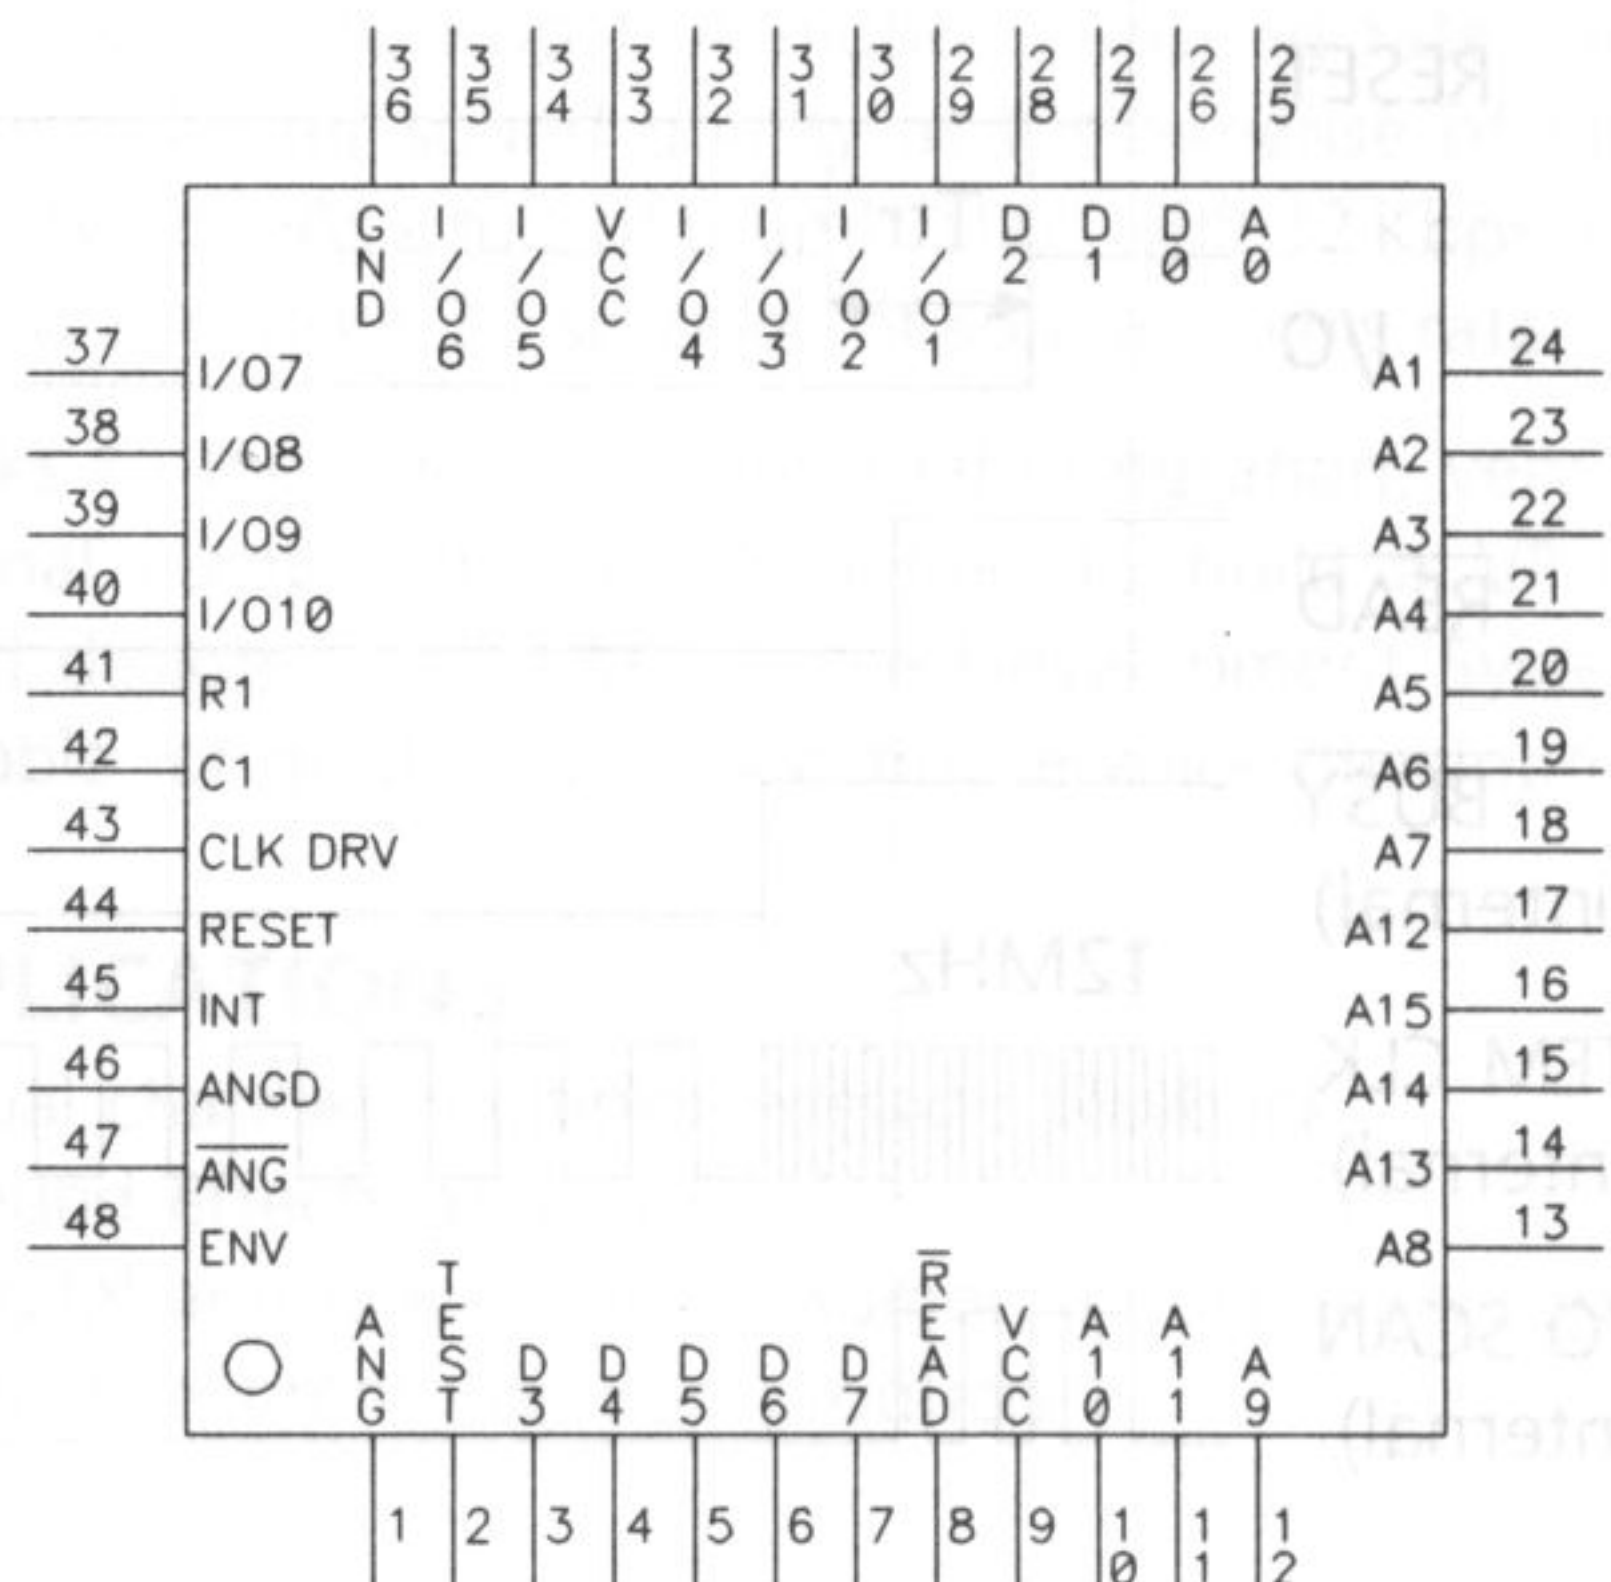 36 35 34 33 32 31 30 29 28 27 26 25
GND I/O6 I/O5 VCC I/O4 I/O3 I/O2 I/O1 D2 D1 D0 A0
37 I/O7 A1 24
38 I/O8 A2 23
39 I/O9 A3 22
40 I/O10 A4 21
41 R1 A5 20
42 C1 A6 19
43 CLK DRV A7 18
44 RESET A12 17
45 INT A15 16
46 ANGD A14 15
47 ANG A13 14
48 ENV A8 13
ANG TEST D3 D4 D5 D6 D7 READ VCC A10 A11 A9
1 2 3 4 5 6 7 8 9 10 11 12
RESET
I/O
READ
BUSY
12MHz